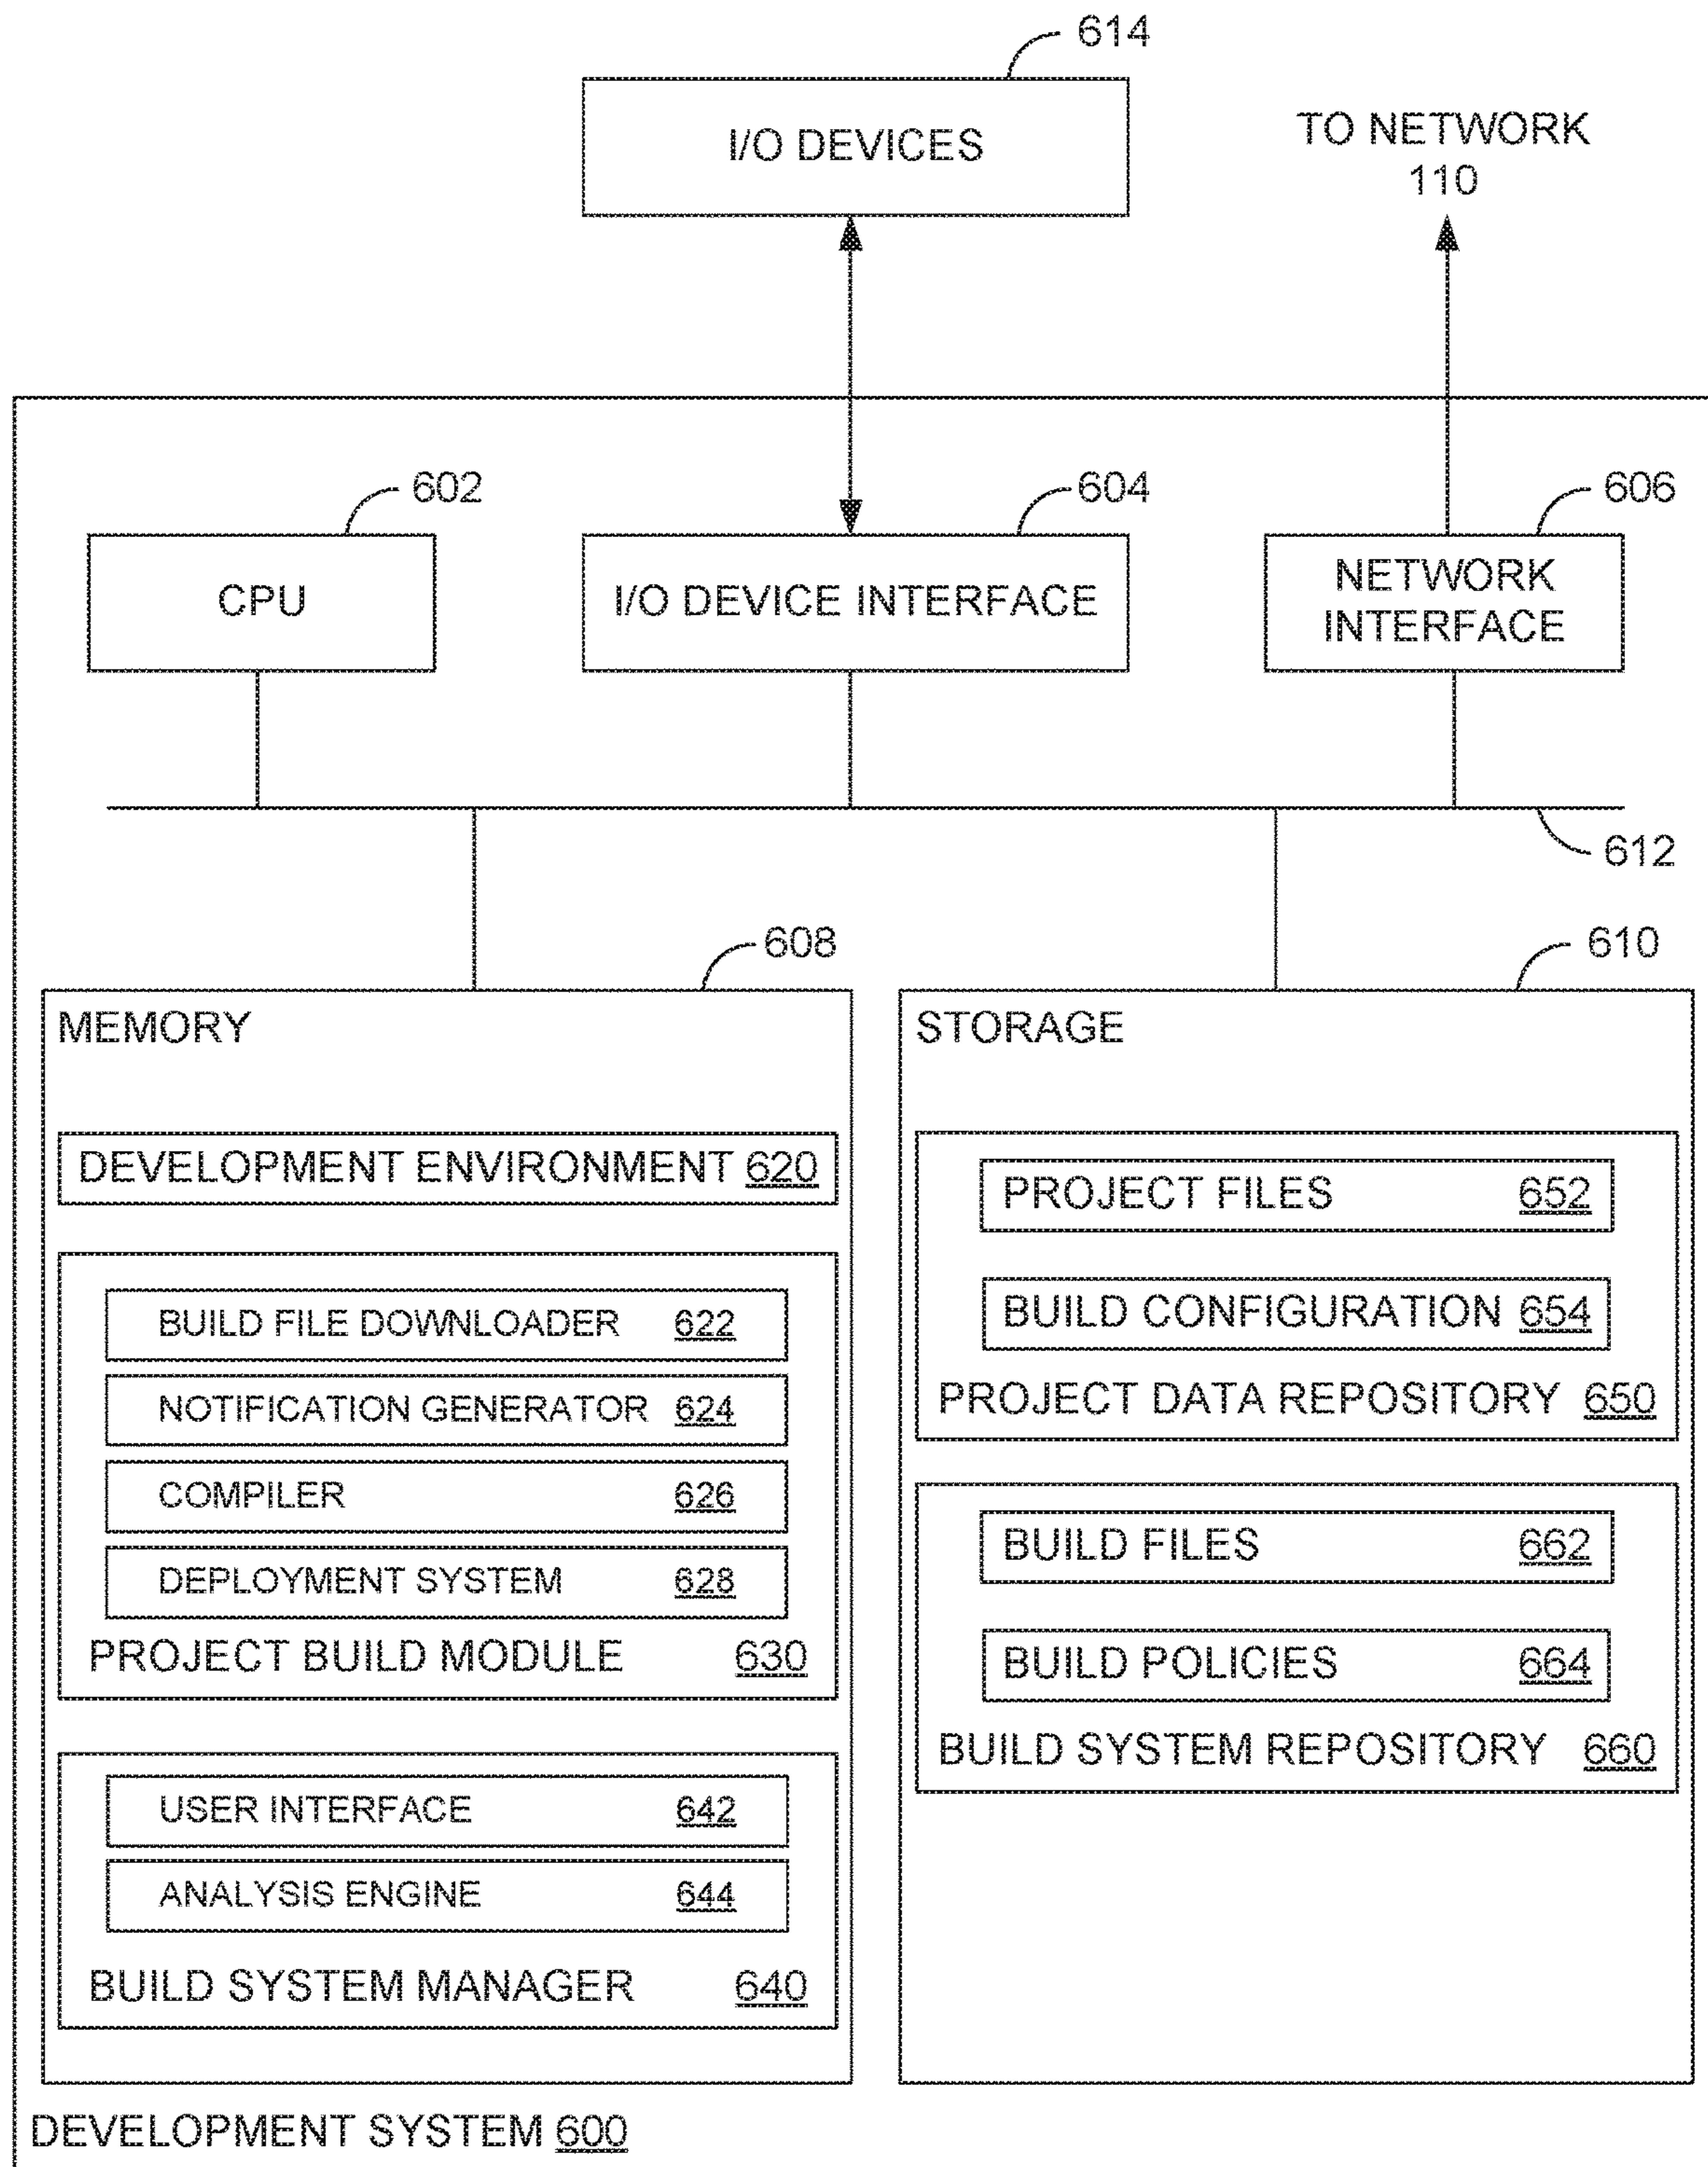 614
I/O DEVICES
TO NETWORK
110
602
604
606
CPU
I/O DEVICE INTERFACE
NETWORK
INTERFACE
612
608
610
MEMORY
DEVELOPMENT ENVIRONMENT 620
BUILD FILE DOWNLOADER 622
NOTIFICATION GENERATOR 624
COMPILER 626
DEPLOYMENT SYSTEM 628
PROJECT BUILD MODULE 630
USER INTERFACE 642
ANALYSIS ENGINE 644
BUILD SYSTEM MANAGER 640
STORAGE
PROJECT FILES 652
BUILD CONFIGURATION 654
PROJECT DATA REPOSITORY 650
BUILD FILES 662
BUILD POLICIES 664
BUILD SYSTEM REPOSITORY 660
DEVELOPMENT SYSTEM 600